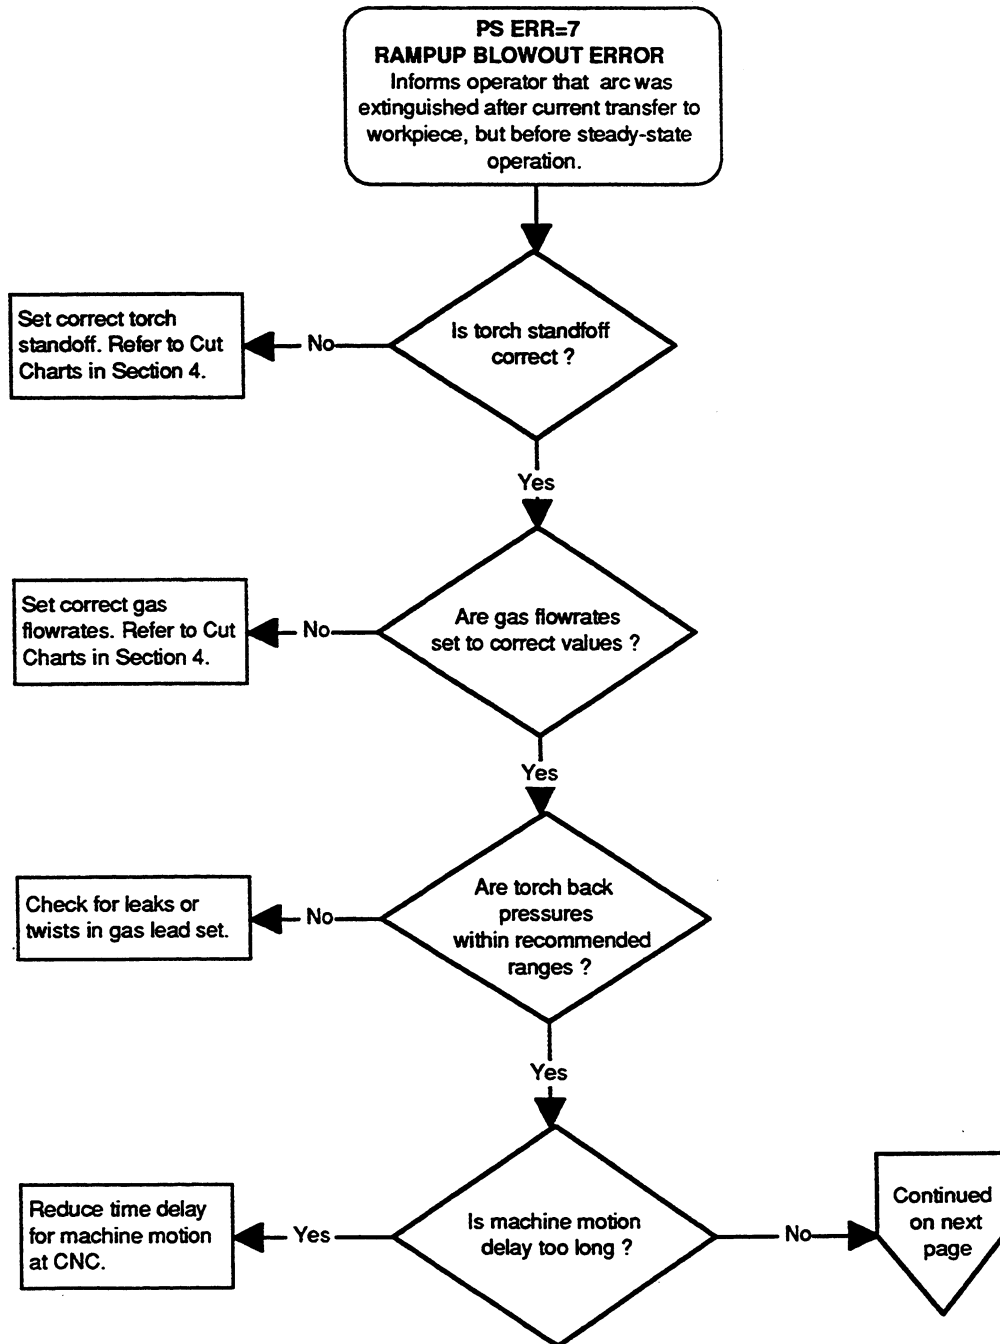 PS ERR=7
RAMPUP BLOWOUT ERROR
Informs operator that arc was
extinguished after current transfer to
workpiece, but before steady-state
operation.
Is torch standfoff
correct ?
No
Set correct torch
standoff. Refer to Cut
Charts in Section 4.
Yes
Are gas flowrates
set to correct values ?
No
Set correct gas
flowrates. Refer to Cut
Charts in Section 4.
Yes
Are torch back
pressures
within recommended
ranges ?
No
Check for leaks or
twists in gas lead set.
Yes
Is machine motion
delay too long ?
Yes
Reduce time delay
for machine motion
at CNC.
No
Continued
on next
page